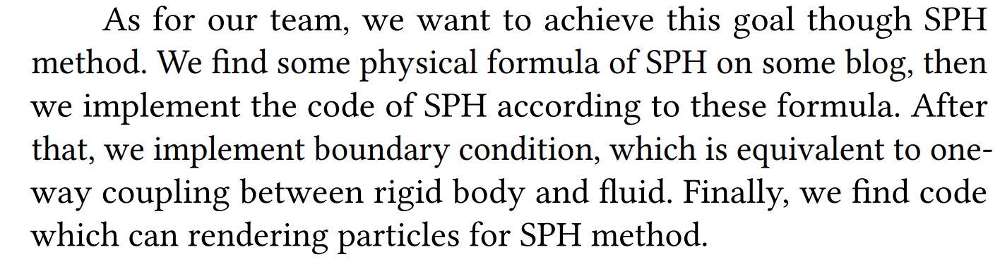 As for our team, we want to achieve this goal though SPH
method. We find some physical formula of SPH on some blog, then
we implement the code of SPH according to these formula. After
that, we implement boundary condition, which is equivalent to one-
way coupling between rigid body and fluid. Finally, we find code
which can rendering particles for SPH method.